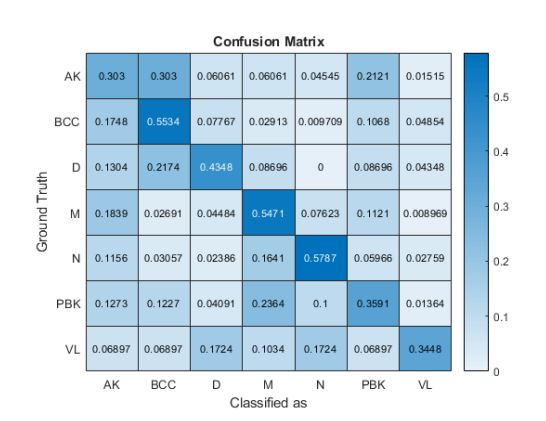 Confusion Matrix
AK 0.303 0.303 0.06061 0.06061 0.04545 0.2121 0.01515
BCC 0.1748 0.5534 0.07767 0.02913 0.009709 0.1068 0.04854
D 0.1304 0.2174 0.4348 0.08696 0 0.08696 0.04348
M 0.1839 0.02691 0.04484 0.5471 0.07623 0.1121 0.008969
N 0.1156 0.03057 0.02386 0.1641 0.5787 0.05966 0.02759
PBK 0.1273 0.1227 0.04091 0.2364 0.1 0.3591 0.01364
VL 0.06897 0.06897 0.1724 0.1034 0.1724 0.06897 0.3448
AK BCC D M N PBK VL
Classified as
Ground Truth
0.5
0.4
0.3
0.2
0.1
0